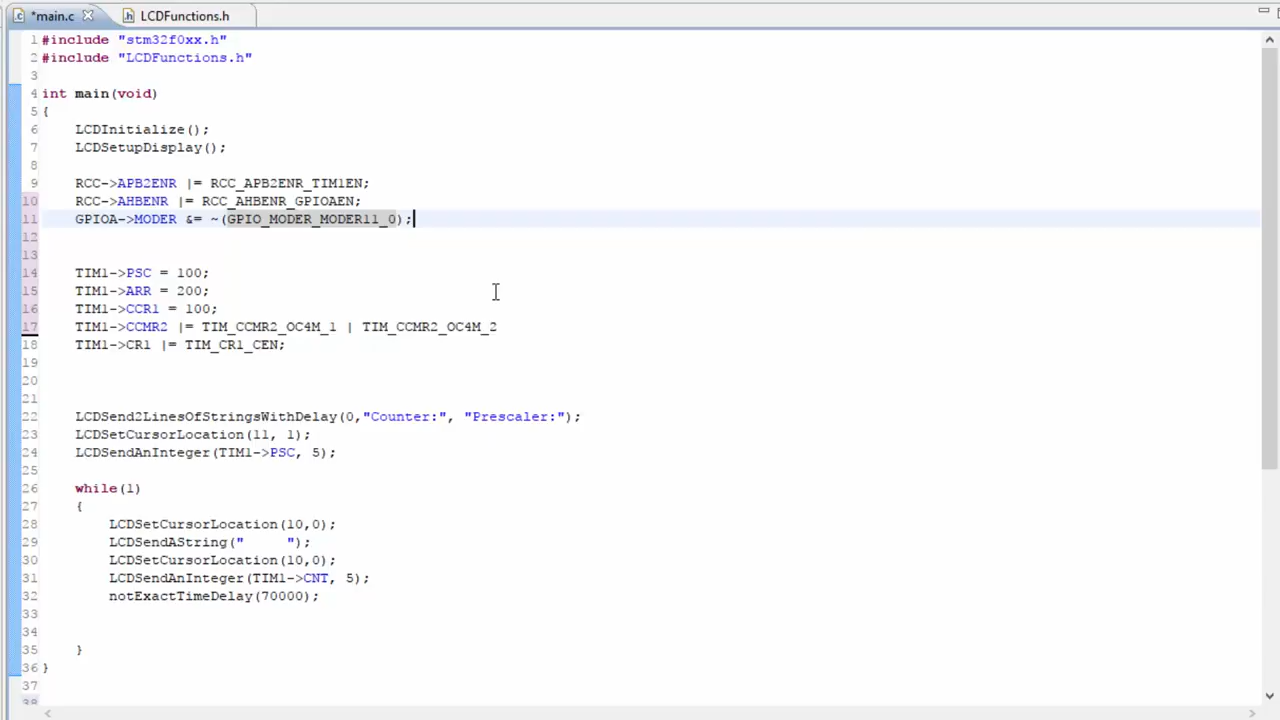 *main.c LCDFunctions.h
1 #include "stm32f0xx.h"
2 #include "LCDFunctions.h"
3
4 int main(void)
5 {
6 LCDInitialize();
7 LCDSetupDisplay();
8
9 RCC->APB2ENR |= RCC_APB2ENR_TIM1EN;
10 RCC->AHBENR |= RCC_AHBENR_GPIOAEN;
11 GPIOA->MODER &= ~(GPIO_MODER_MODER11_0);
12
13
14 TIM1->PSC = 100;
15 TIM1->ARR = 200;
16 TIM1->CCR1 = 100;
17 TIM1->CCMR2 |= TIM_CCMR2_OC4M_1 | TIM_CCMR2_OC4M_2
18 TIM1->CR1 |= TIM_CR1_CEN;
19
20
21
22 LCDSend2LinesOfStringsWithDelay(0,"Counter:", "Prescaler:");
23 LCDSetCursorLocation(11, 1);
24 LCDSendAnInteger(TIM1->PSC, 5);
25
26 while(1)
27 {
28 LCDSetCursorLocation(10,0);
29 LCDSendAString("     ");
30 LCDSetCursorLocation(10,0);
31 LCDSendAnInteger(TIM1->CNT, 5);
32 notExactTimeDelay(70000);
33
34
35 }
36 }
37
38